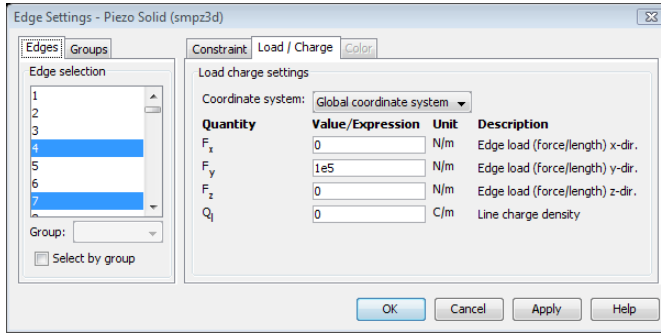 Edge Settings - Piezo Solid (smpz3d)
Edges Groups
Constraint Load / Charge Color
Edge selection
1
2
3
4
5
6
7
Group:
Select by group
Load charge settings
Coordinate system: Global coordinate system
Quantity Value/Expression Unit Description
Fx 0 N/m Edge load (force/length) x-dir.
Fy 1e5 N/m Edge load (force/length) y-dir.
Fz 0 N/m Edge load (force/length) z-dir.
Ql 0 C/m Line charge density
OK Cancel Apply Help